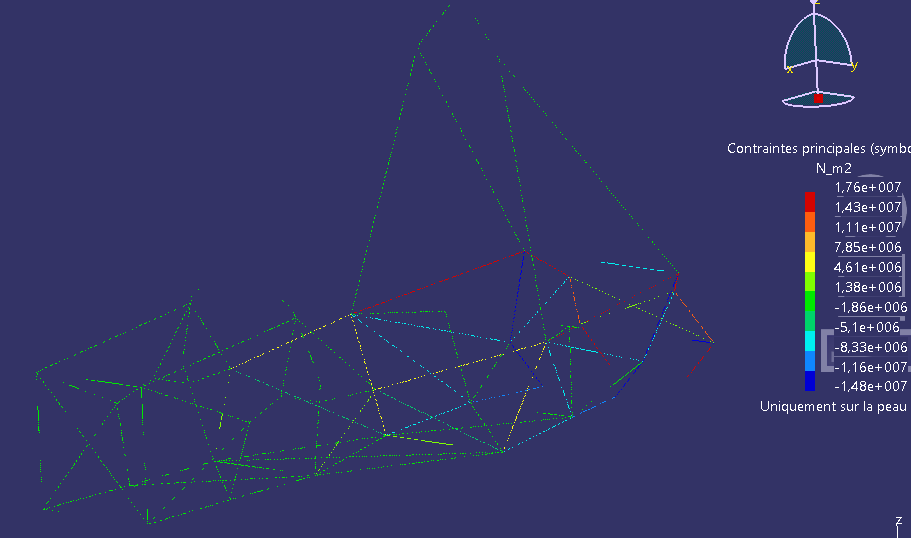 x
y
Contraintes principales (symbo
N_m2
1,76e+007
1,43e+007
1,11e+007
7,85e+006
4,61e+006
1,38e+006
-1,86e+006
-5,1e+006
-8,33e+006
-1,16e+007
-1,48e+007
Uniquement sur la peau
z